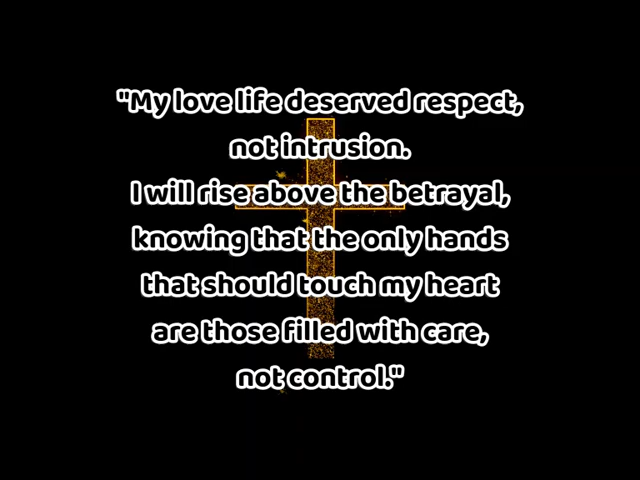 "My love life deserved respect,
not intrusion.
I will rise above the betrayal,
knowing that the only hands
that should touch my heart
are those filled with care,
not control."